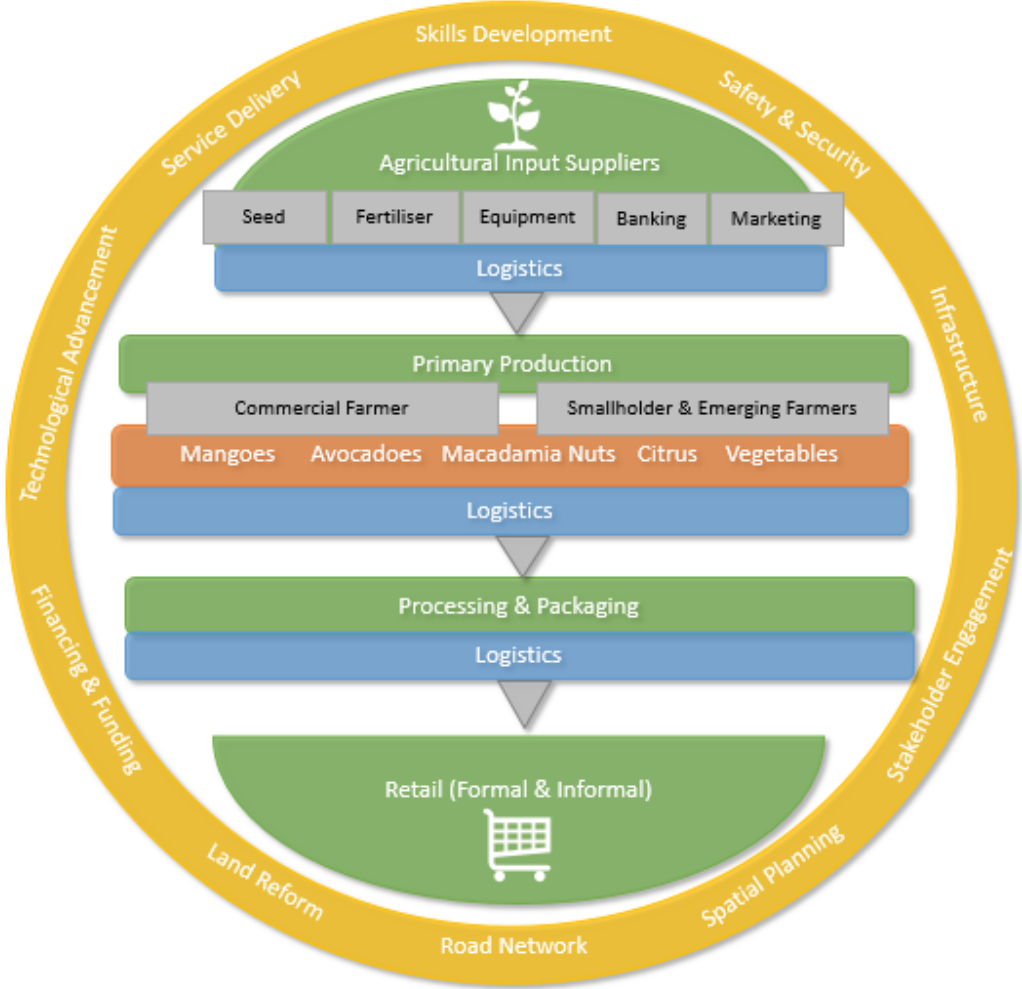 Skills Development
Safety & Security
Infrastructure
Stakeholder Engagement
Spatial Planning
Road Network
Land Reform
Financing & Funding
Technological Advancement
Service Delivery
Agricultural Input Suppliers
Seed Fertiliser Equipment Banking Marketing
Logistics
Primary Production
Commercial Farmer Smallholder & Emerging Farmers
Mangoes Avocadoes Macadamia Nuts Citrus Vegetables
Logistics
Processing & Packaging
Logistics
Retail (Formal & Informal)